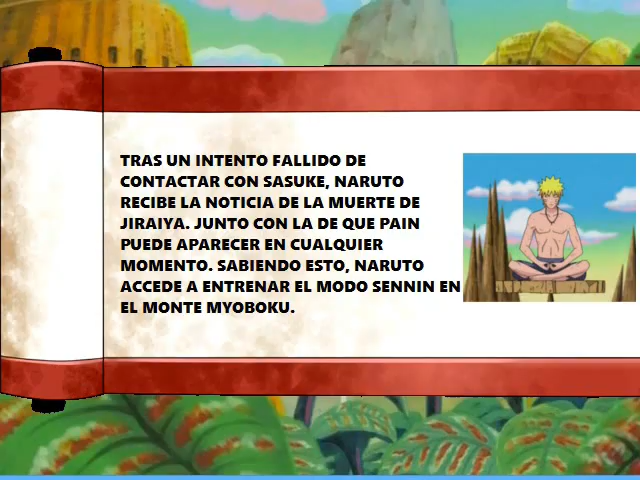 TRAS UN INTENTO FALLIDO DE
CONTACTAR CON SASUKE, NARUTO
RECIBE LA NOTICIA DE LA MUERTE DE
JIRAIYA. JUNTO CON LA DE QUE PAIN
PUEDE APARECER EN CUALQUIER
MOMENTO. SABIENDO ESTO, NARUTO
ACCEDE A ENTRENAR EL MODO SENNIN EN
EL MONTE MYOBOKU.